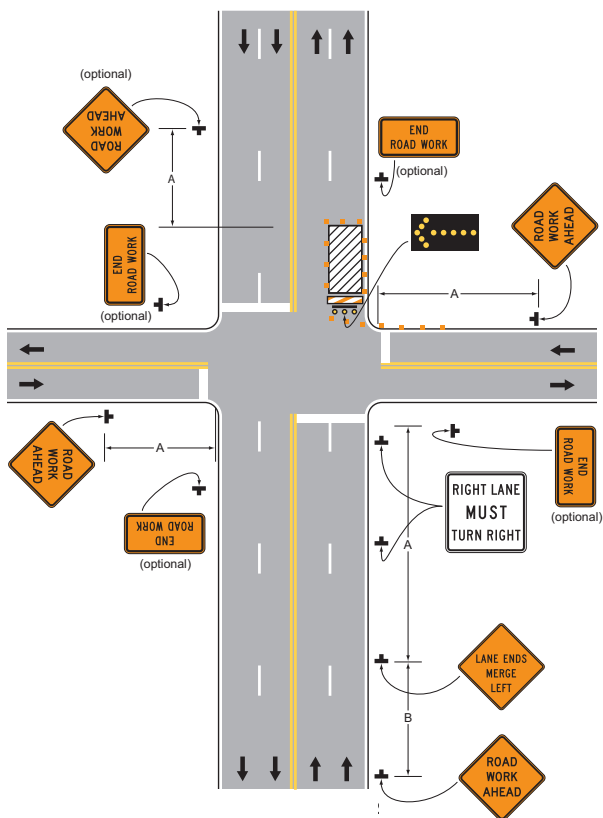 (optional)
ROAD
WORK
AHEAD
A
END
ROAD WORK
(optional)
ROAD
WORK
AHEAD
END
ROAD WORK
(optional)
A
ROAD
WORK
AHEAD
A
END
ROAD WORK
(optional)
RIGHT LANE
MUST
TURN RIGHT
A
END
ROAD WORK
(optional)
LANE ENDS
MERGE
LEFT
B
ROAD
WORK
AHEAD